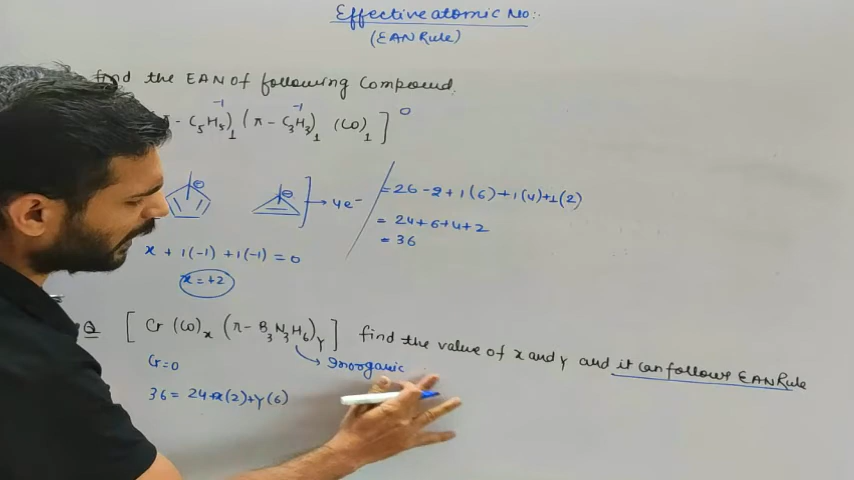 Effective atomic No:-
(EAN Rule)
find the EAN of following Compound.
π - C5H5)1^-1 (π - C3H3)1^-1 (CO)1 ]^0
→ 4e-
= 26 - 2 + 1(6) + 1(4) + 1(2)
= 24 + 6 + 4 + 2
= 36
x + 1(-1) + 1(-1) = 0
x = +2
Q [ Cr (CO)x (π - B3N3H6)y ] find the value of x and y and it can follows EAN Rule
Cr = 0
→ Inorganic
36 = 24 + x(2) + y(6)